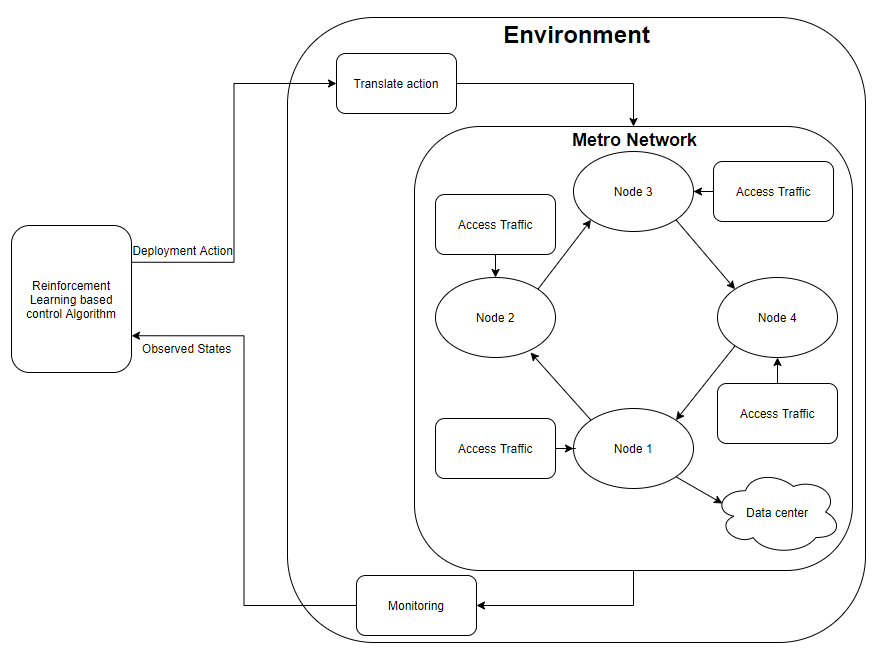 Environment
Translate action
Metro Network
Node 3
Access Traffic
Access Traffic
Deployment Action
Reinforcement
Learning based
control Algorithm
Node 2
Node 4
Observed States
Access Traffic
Access Traffic
Node 1
Data center
Monitoring